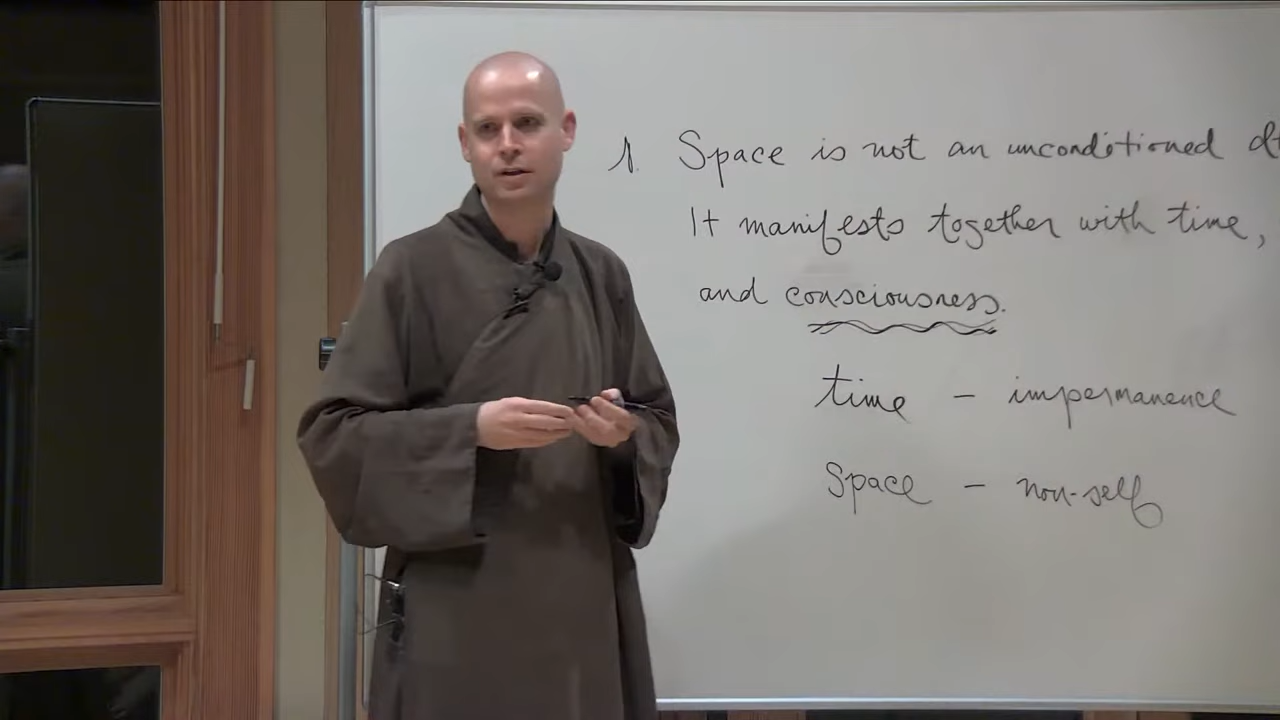 1. Space is not an unconditioned
It manifests together with time,
and consciousness.
time – impermanence
Space – non-self